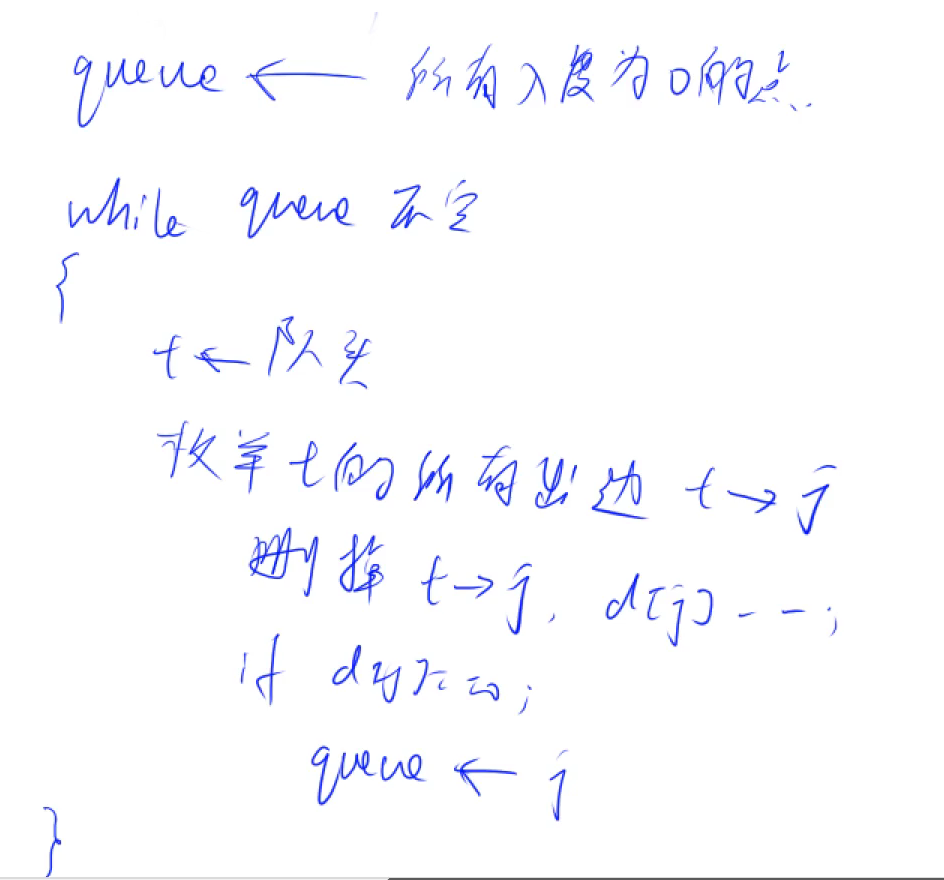 queue ← 所有入度为0的点
while queue 不空
{
t ← 队头
枚举 t的所有出边 t→j
删掉 t→j, d[j]--;
if d[j]==0;
queue ← j
}